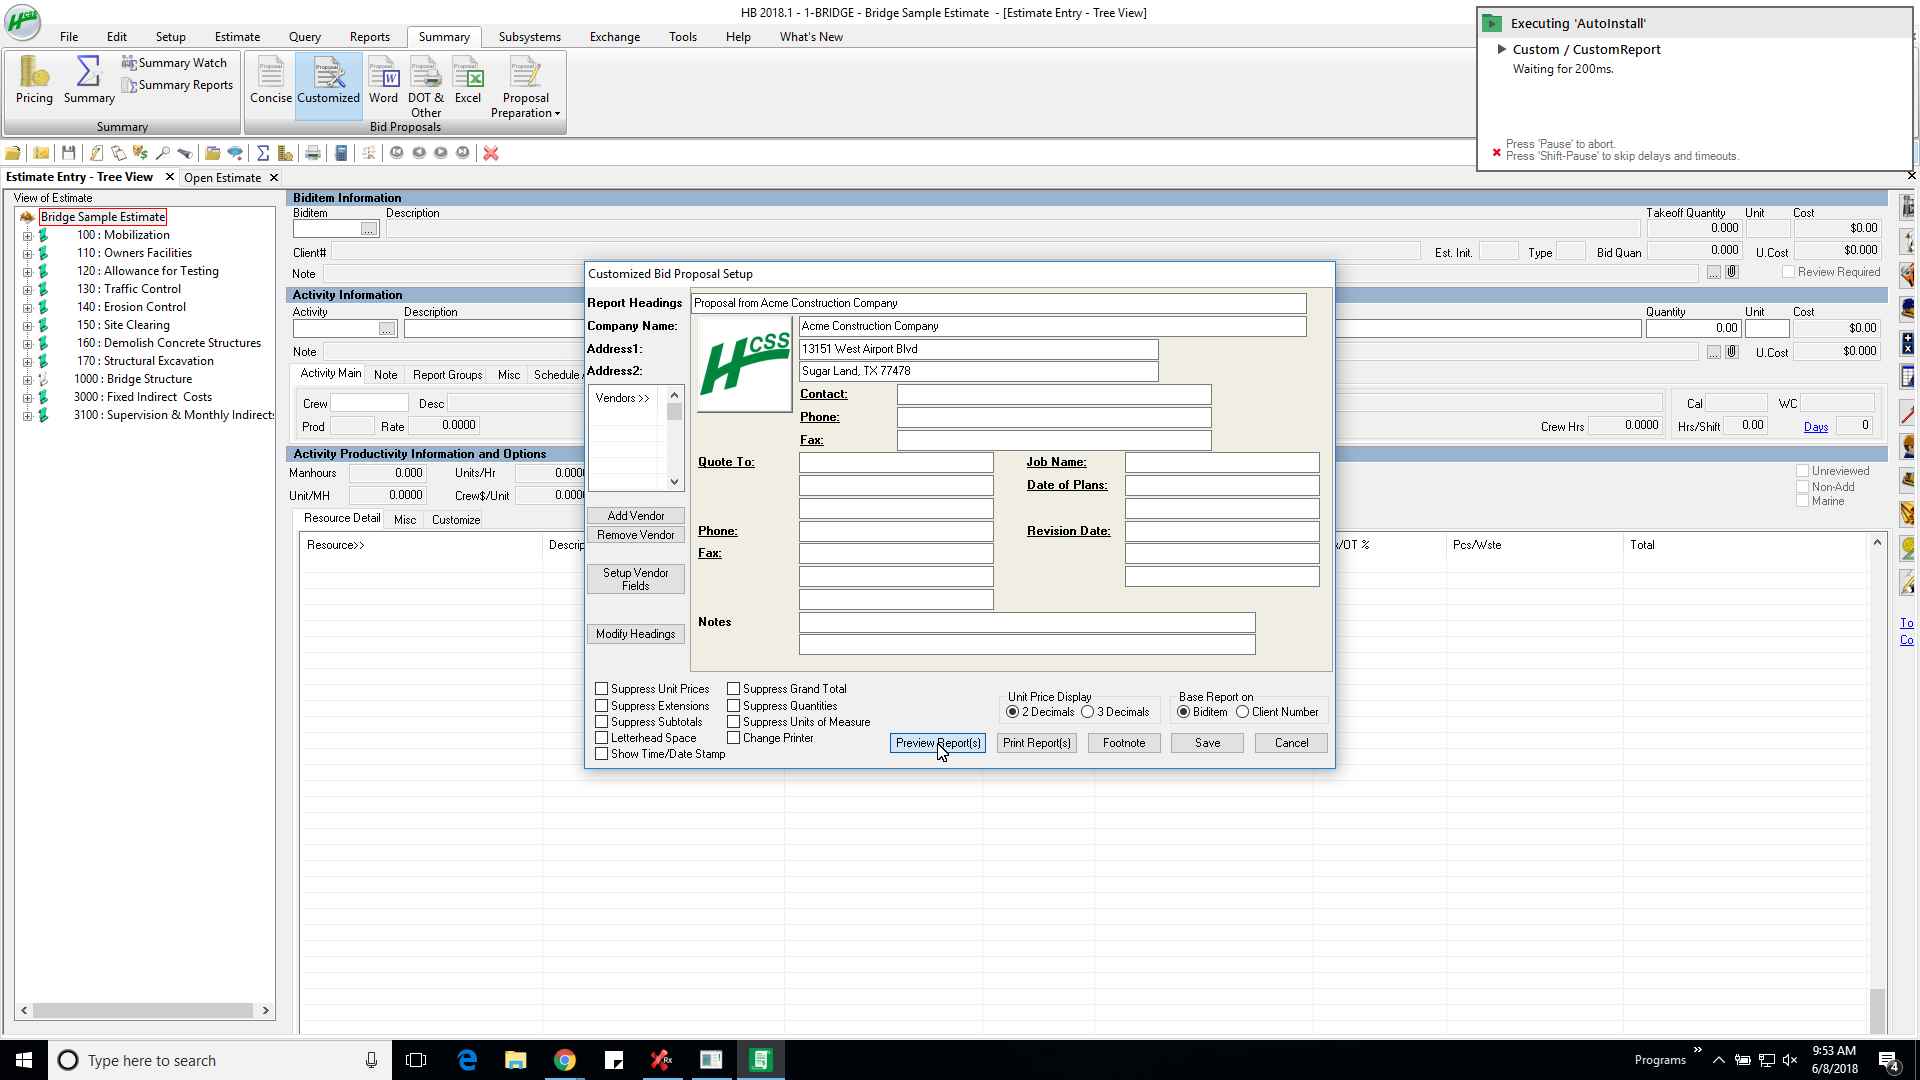 HB 2018.1 - 1-BRIDGE - Bridge Sample Estimate - [Estimate Entry - Tree View]
File Edit Setup Estimate Query Reports Summary Subsystems Exchange Tools Help What's New
Pricing Summary Summary Watch
Summary Reports
Summary
Concise Customized Word DOT & Other Excel Proposal Preparation
Bid Proposals
Executing 'AutoInstall'
Custom / CustomReport
Waiting for 200ms.
Press 'Pause' to abort.
Press 'Shift-Pause' to skip delays and timeouts.
Estimate Entry - Tree View Open Estimate
View of Estimate
Bridge Sample Estimate
100 : Mobilization
110 : Owners Facilities
120 : Allowance for Testing
130 : Traffic Control
140 : Erosion Control
150 : Site Clearing
160 : Demolish Concrete Structures
170 : Structural Excavation
1000 : Bridge Structure
3000 : Fixed Indirect Costs
3100 : Supervision & Monthly Indirect
Biditem Information
Biditem Description Takeoff Quantity Unit Cost
0.000 $0.00
Client# Est. Init. Type Bid Quan 0.000 U.Cost $0.000
Note ... Review Required
Activity Information
Activity Description Quantity Unit Cost
... 0.00 $0.00
Note ... U.Cost $0.000
Activity Main Note Report Groups Misc Schedule
Crew Desc Cal WC
Prod Rate 0.0000 Crew Hrs 0.0000 Hrs/Shift 0.00 Days 0
Activity Productivity Information and Options
Manhours 0.000 Units/Hr 0.000
Unit/MH 0.0000 Crew$/Unit 0.000
Unreviewed
Non-Add
Marine
Resource Detail Misc Customize
Resource>> Descrip /OT % Pcs/Wste Total
To
Co
Customized Bid Proposal Setup
Report Headings Proposal from Acme Construction Company
Company Name: Acme Construction Company
Address1: 13151 West Airport Blvd
Address2: Sugar Land, TX 77478
HCSS
Vendors >>
Contact:
Phone:
Fax:
Quote To: Job Name:
Date of Plans:
Phone: Revision Date:
Fax:
Notes
Add Vendor
Remove Vendor
Setup Vendor
Fields
Modify Headings
Suppress Unit Prices Suppress Grand Total
Suppress Extensions Suppress Quantities
Suppress Subtotals Suppress Units of Measure
Letterhead Space Change Printer
Show Time/Date Stamp
Unit Price Display
2 Decimals 3 Decimals
Base Report on
Biditem Client Number
Preview Report(s) Print Report(s) Footnote Save Cancel
Type here to search
Programs
9:53 AM
6/8/2018
4